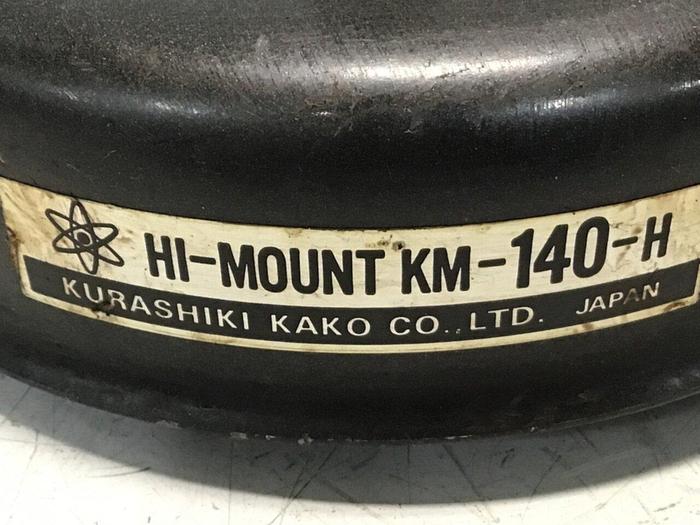 HI-MOUNT KM-140-H
KURASHIKI KAKO CO.,LTD. JAPAN